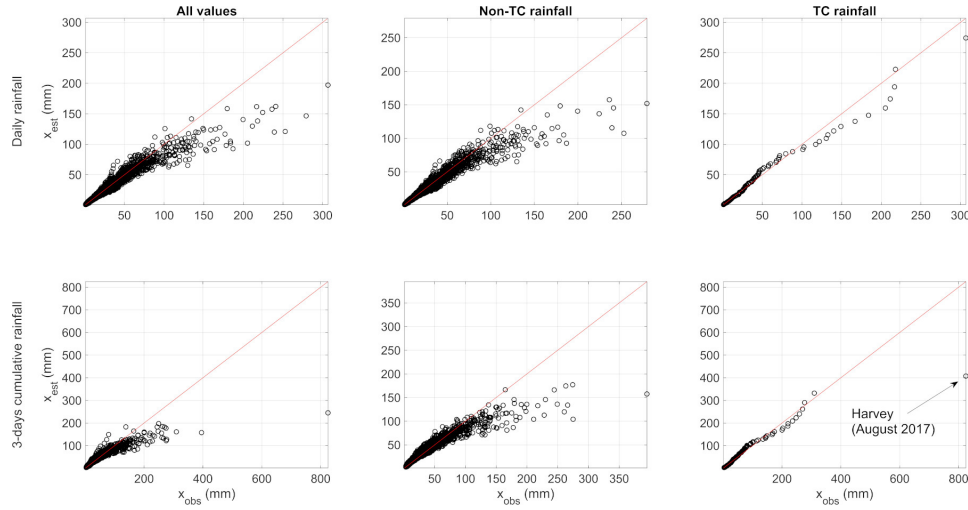 All values
Non-TC rainfall
TC rainfall
Daily rainfall
x_est (mm)
300
250
200
150
100
50
50 100 150 200 250 300
250
200
150
100
50
50 100 150 200 250
300
250
200
150
100
50
50 100 150 200 250 300
3-days cumulative rainfall
x_est (mm)
800
700
600
500
400
300
200
100
200 400 600 800
x_obs (mm)
350
300
250
200
150
100
50
50 100 150 200 250 300 350
x_obs (mm)
800
700
600
500
400
300
200
100
200 400 600 800
Harvey
(August 2017)
x_obs (mm)